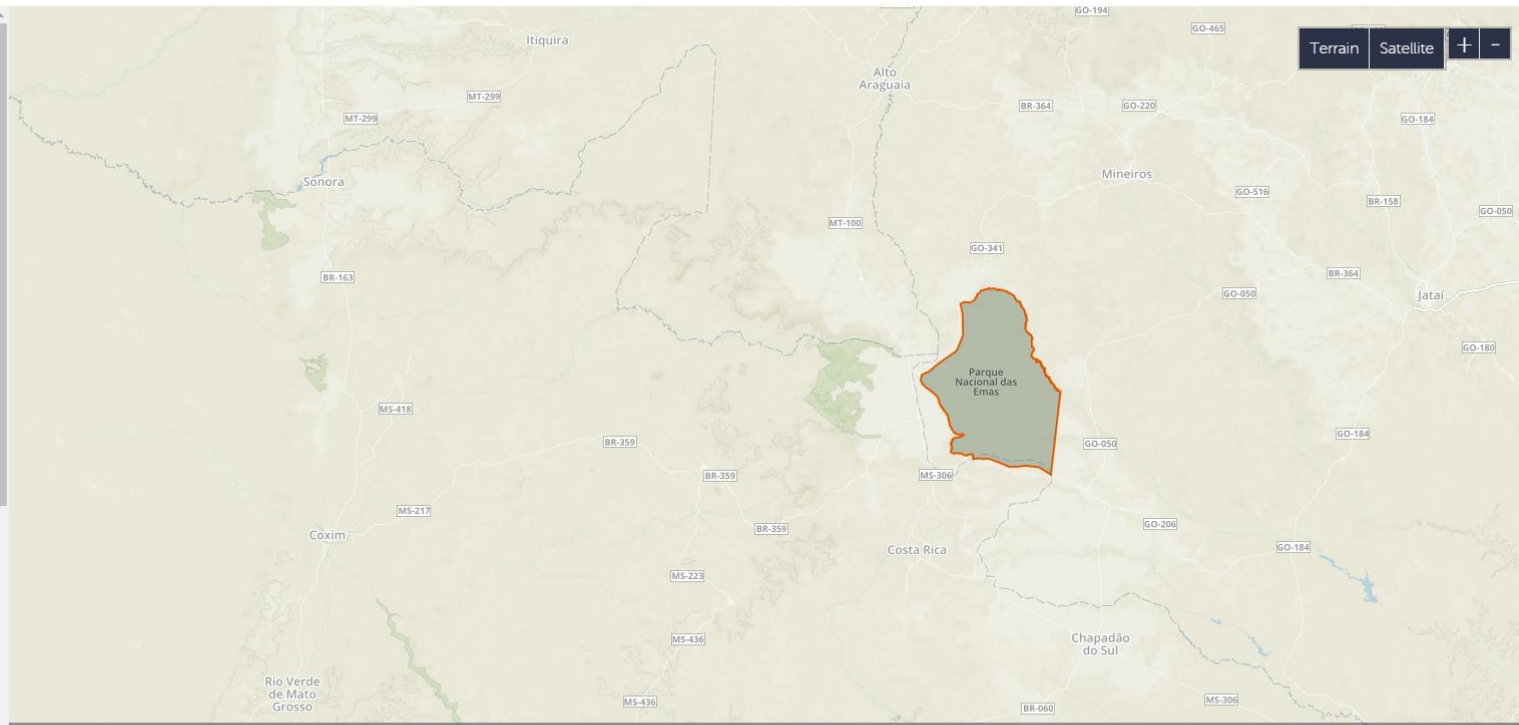 GO-194
GO-465
Terrain
Satellite
+
-
Itiquira
Alto
Araguaia
MT-299
BR-364
GO-220
MT-299
GO-184
Sonora
Mineiros
GO-516
BR-158
GO-050
MT-100
GO-341
BR-163
BR-364
GO-050
Jataí
GO-180
Parque
Nacional das
Emas
MS-418
BR-359
GO-050
GO-184
BR-359
MS-306
MS-217
GO-206
BR-359
Coxim
Costa Rica
GO-184
MS-223
MS-436
Chapadão
do Sul
Rio Verde
de Mato
Grosso
MS-436
MS-306
BR-060